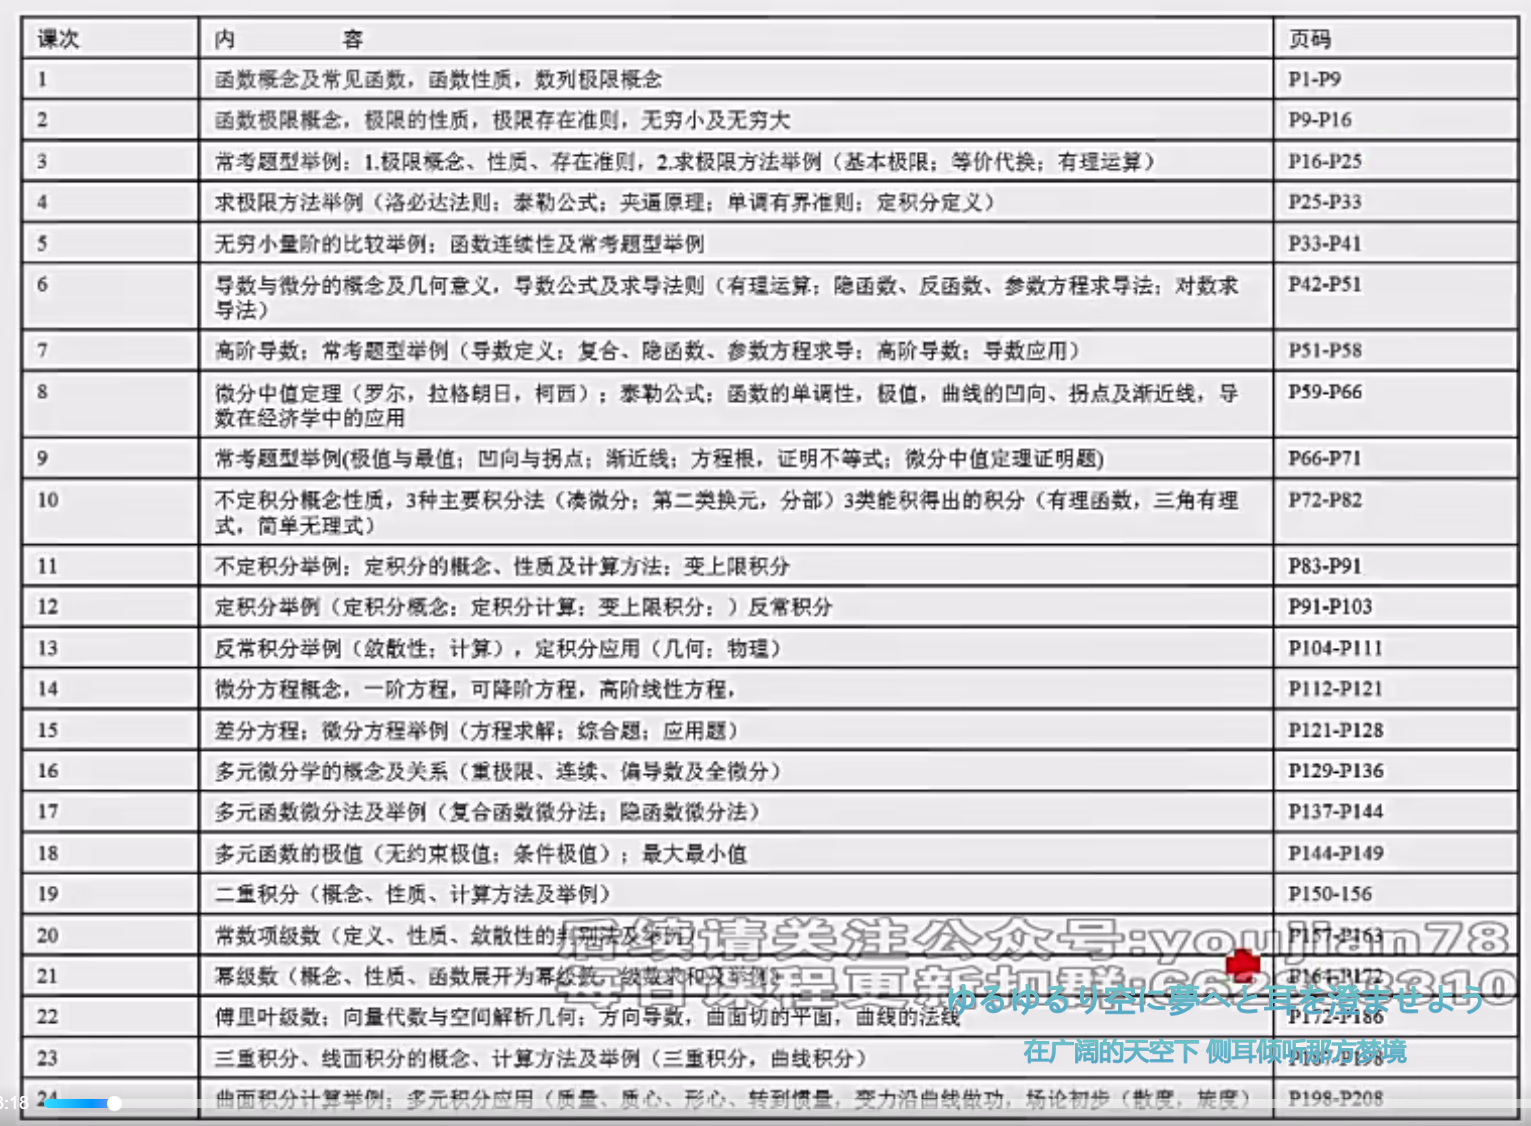 课次 内 容 页码
1 函数概念及常见函数，函数性质，数列极限概念 P1-P9
2 函数极限概念，极限的性质，极限存在准则，无穷小及无穷大 P9-P16
3 常考题型举例：1.极限概念、性质、存在准则，2.求极限方法举例（基本极限；等价代换；有理运算） P16-P25
4 求极限方法举例（洛必达法则；泰勒公式；夹逼原理；单调有界准则；定积分定义） P25-P33
5 无穷小量阶的比较举例；函数连续性及常考题型举例 P33-P41
6 导数与微分的概念及几何意义，导数公式及求导法则（有理运算；隐函数、反函数、参数方程求导法；对数求 P42-P51
导法）
7 高阶导数；常考题型举例（导数定义；复合、隐函数、参数方程求导；高阶导数；导数应用） P51-P58
8 微分中值定理（罗尔，拉格朗日，柯西）；泰勒公式；函数的单调性，极值，曲线的凹向、拐点及渐近线，导 P59-P66
数在经济学中的应用
9 常考题型举例(极值与最值；凹向与拐点；渐近线；方程根，证明不等式；微分中值定理证明题) P66-P71
10 不定积分概念性质，3种主要积分法（凑微分；第二类换元，分部）3类能积得出的积分（有理函数，三角有理 P72-P82
式，简单无理式）
11 不定积分举例；定积分的概念、性质及计算方法；变上限积分 P83-P91
12 定积分举例（定积分概念；定积分计算；变上限积分；）反常积分 P91-P103
13 反常积分举例（敛散性；计算），定积分应用（几何；物理） P104-P111
14 微分方程概念，一阶方程，可降阶方程，高阶线性方程， P112-P121
15 差分方程；微分方程举例（方程求解；综合题；应用题） P121-P128
16 多元微分学的概念及关系（重极限、连续、偏导数及全微分） P129-P136
17 多元函数微分法及举例（复合函数微分法；隐函数微分法） P137-P144
18 多元函数的极值（无约束极值；条件极值）；最大最小值 P144-P149
19 二重积分（概念、性质、计算方法及举例） P150-156
20 常数项级数（定义、性质、敛散性的判别法及举例） P157-P163
后续请关注公众号:youjian78
21 幂级数（概念、性质、函数展开为幂级数，级数求和及举例） P164-P172
每日课程更新扣群:
ゆるゆるり空に夢へと耳を澄ませよう
22 傅里叶级数；向量代数与空间解析几何；方向导数，曲面切的平面，曲线的法线 P172-P186
在广阔的天空下 侧耳倾听那方梦境
23 三重积分、线面积分的概念、计算方法及举例（三重积分，曲线积分）
24 曲面积分计算举例；多元积分应用（质量、质心、形心、转到惯量，变力沿曲线做功，场论初步（散度，旋度） P198-P208